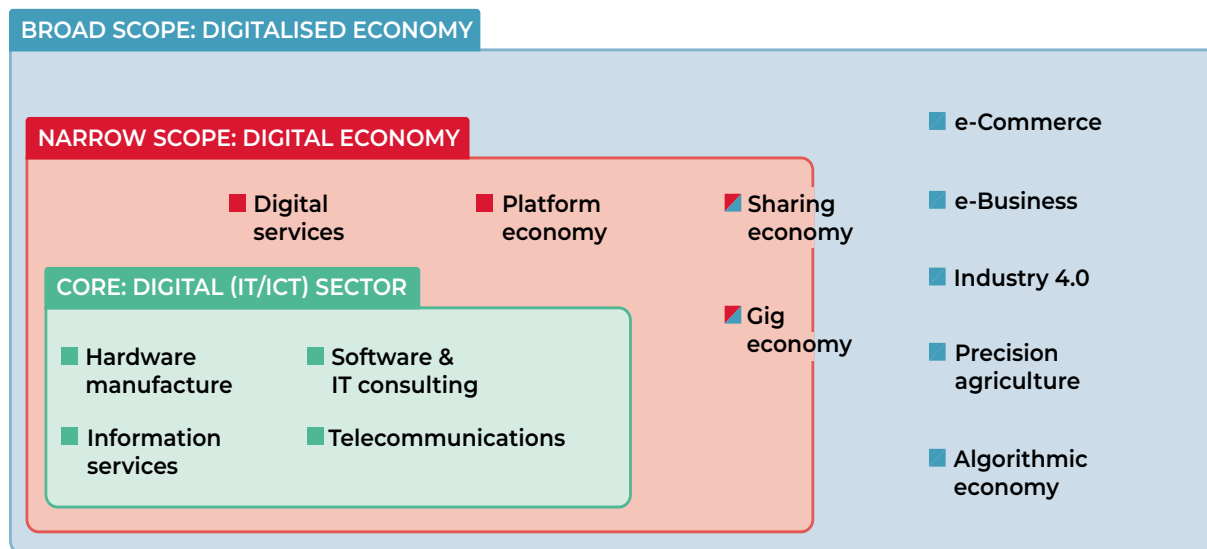 BROAD SCOPE: DIGITALISED ECONOMY
NARROW SCOPE: DIGITAL ECONOMY
Digital
services
Platform
economy
Sharing
economy
CORE: DIGITAL (IT/ICT) SECTOR
Hardware
manufacture
Software &
IT consulting
Information
services
Telecommunications
Gig
economy
e-Commerce
e-Business
Industry 4.0
Precision
agriculture
Algorithmic
economy